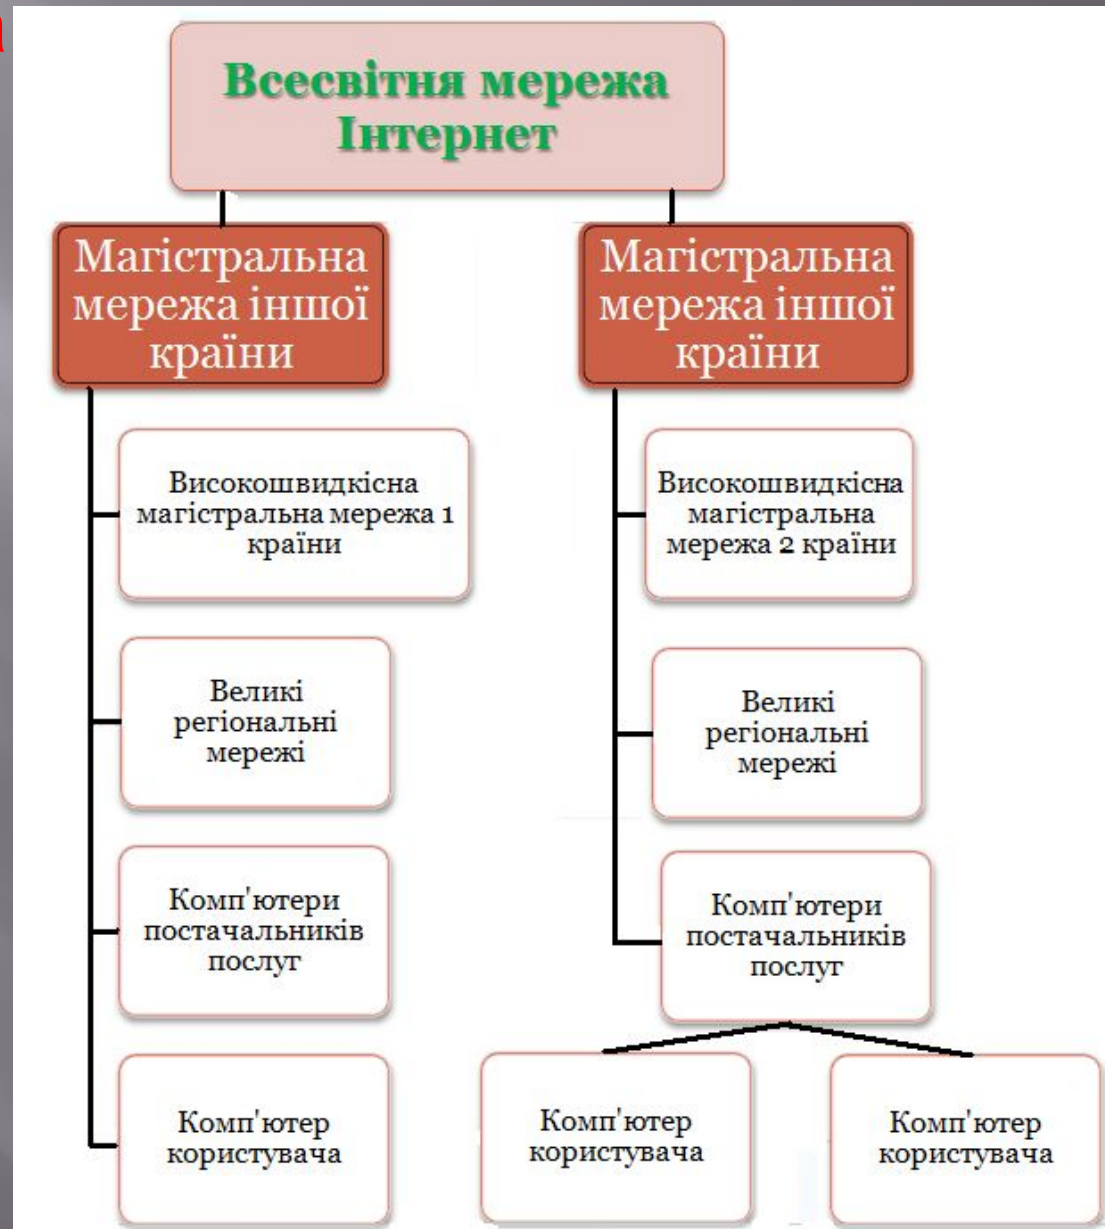 Всесвітня мережа
Інтернет
Магістральна
мережа іншої
країни
Високошвидкісна
магістральна мережа 1
країни
Великі
регіональні
мережі
Комп'ютери
постачальників
послуг
Комп'ютер
користувача
Магістральна
мережа іншої
країни
Високошвидкісна
магістральна
мережа 2 країни
Великі
регіональні
мережі
Комп'ютери
постачальників
послуг
Комп'ютер
користувача
Комп'ютер
користувача